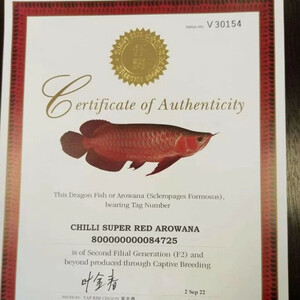 V 30154
Certificate of Authenticity
This Dragon Fish or Arowana (Scleropages Formosus),
bearing Tag Number
CHILLI SUPER RED AROWANA
800000000084725
is of Second Filial Generation (F2) and
beyond produced through Captive Breeding
2 Sep 22